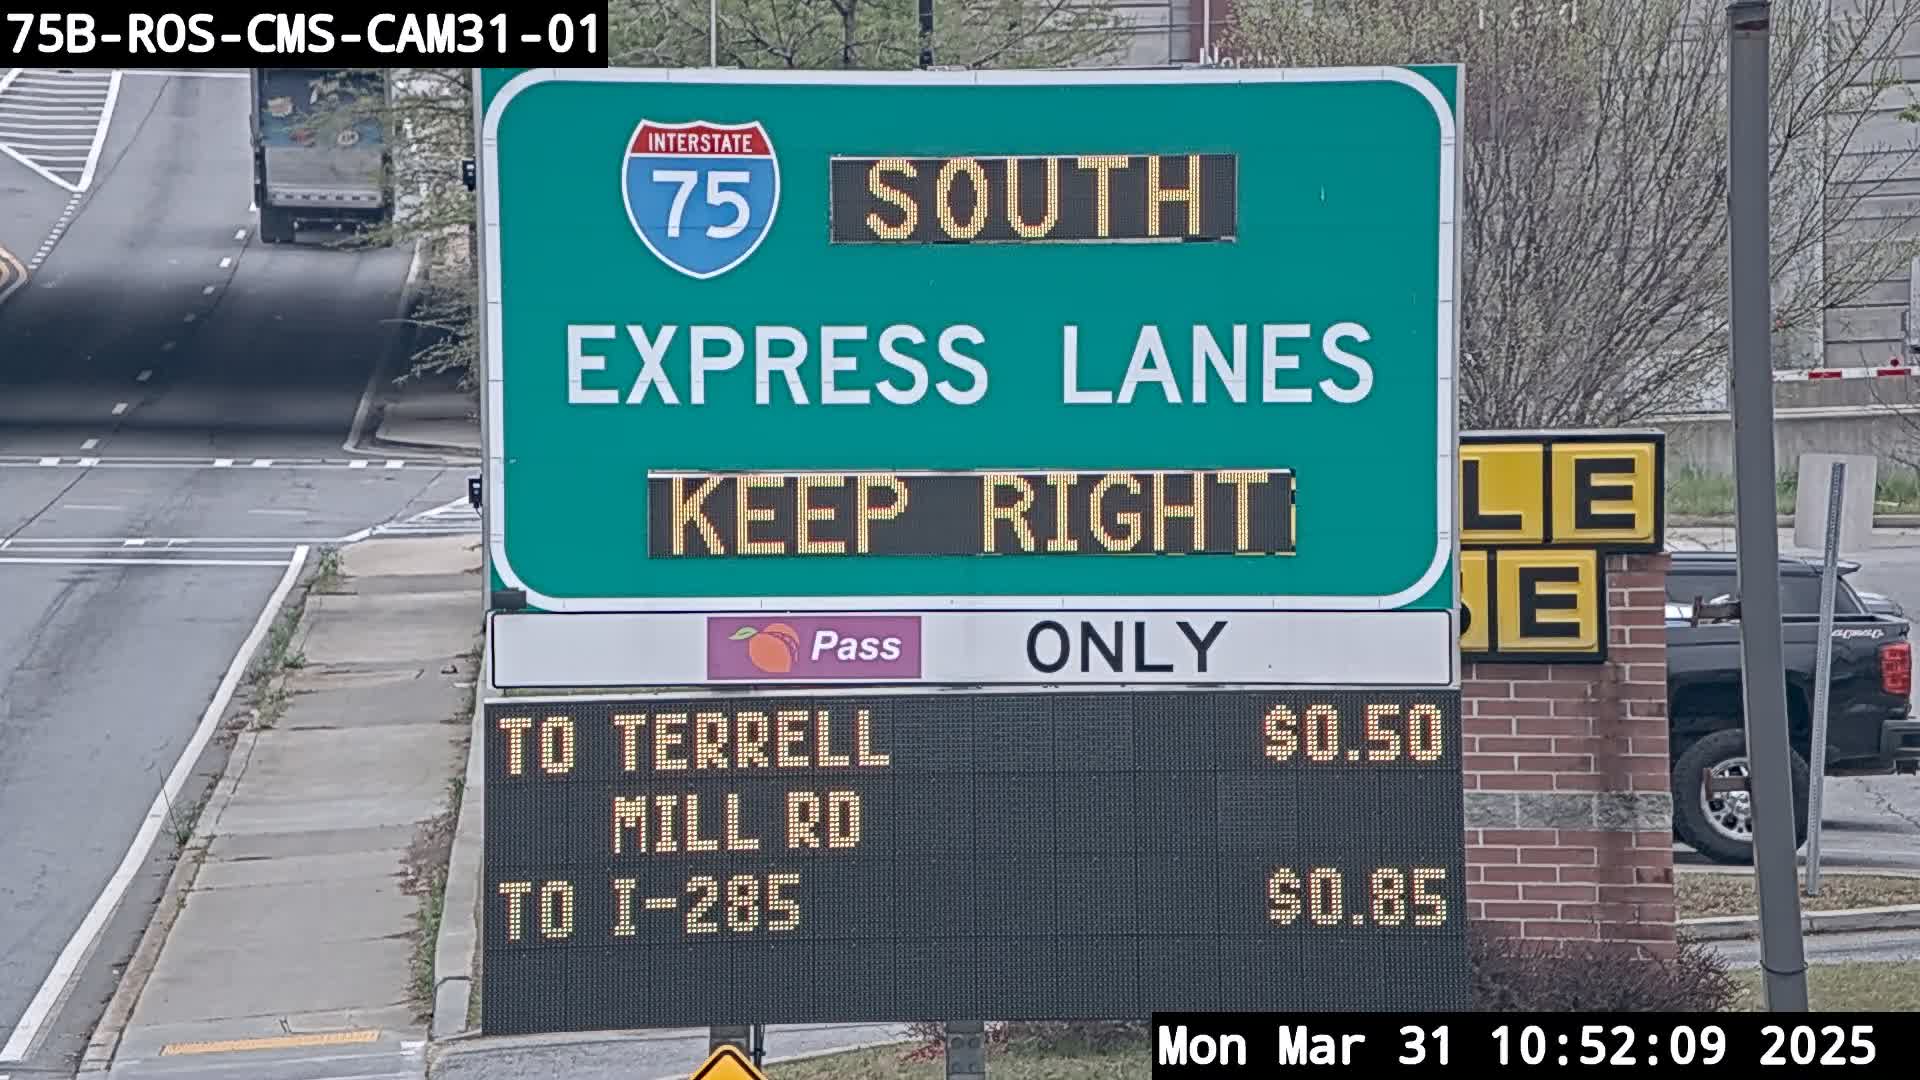 75B-ROS-CMS-CAM31-01
INTERSTATE
75
SOUTH
EXPRESS LANES
KEEP RIGHT
Pass ONLY
TO TERRELL $0.50
MILL RD
TO I-285 $0.85
LE
E
Mon Mar 31 10:52:09 2025